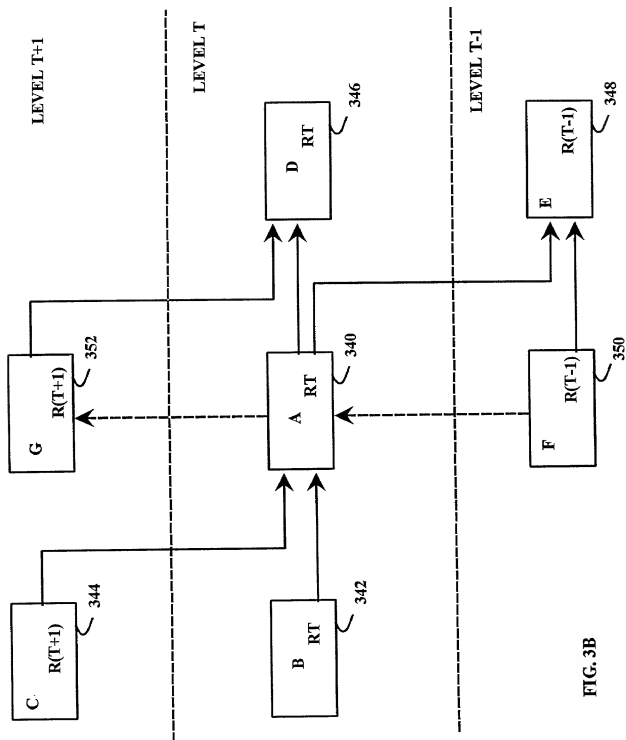 LEVEL T+1
C
R(T+1)
344
G
R(T+1)
352
LEVEL T
B
RT
342
A
RT
340
D
RT
346
LEVEL T-1
F
R(T-1)
350
E
R(T-1)
348
FIG. 3B